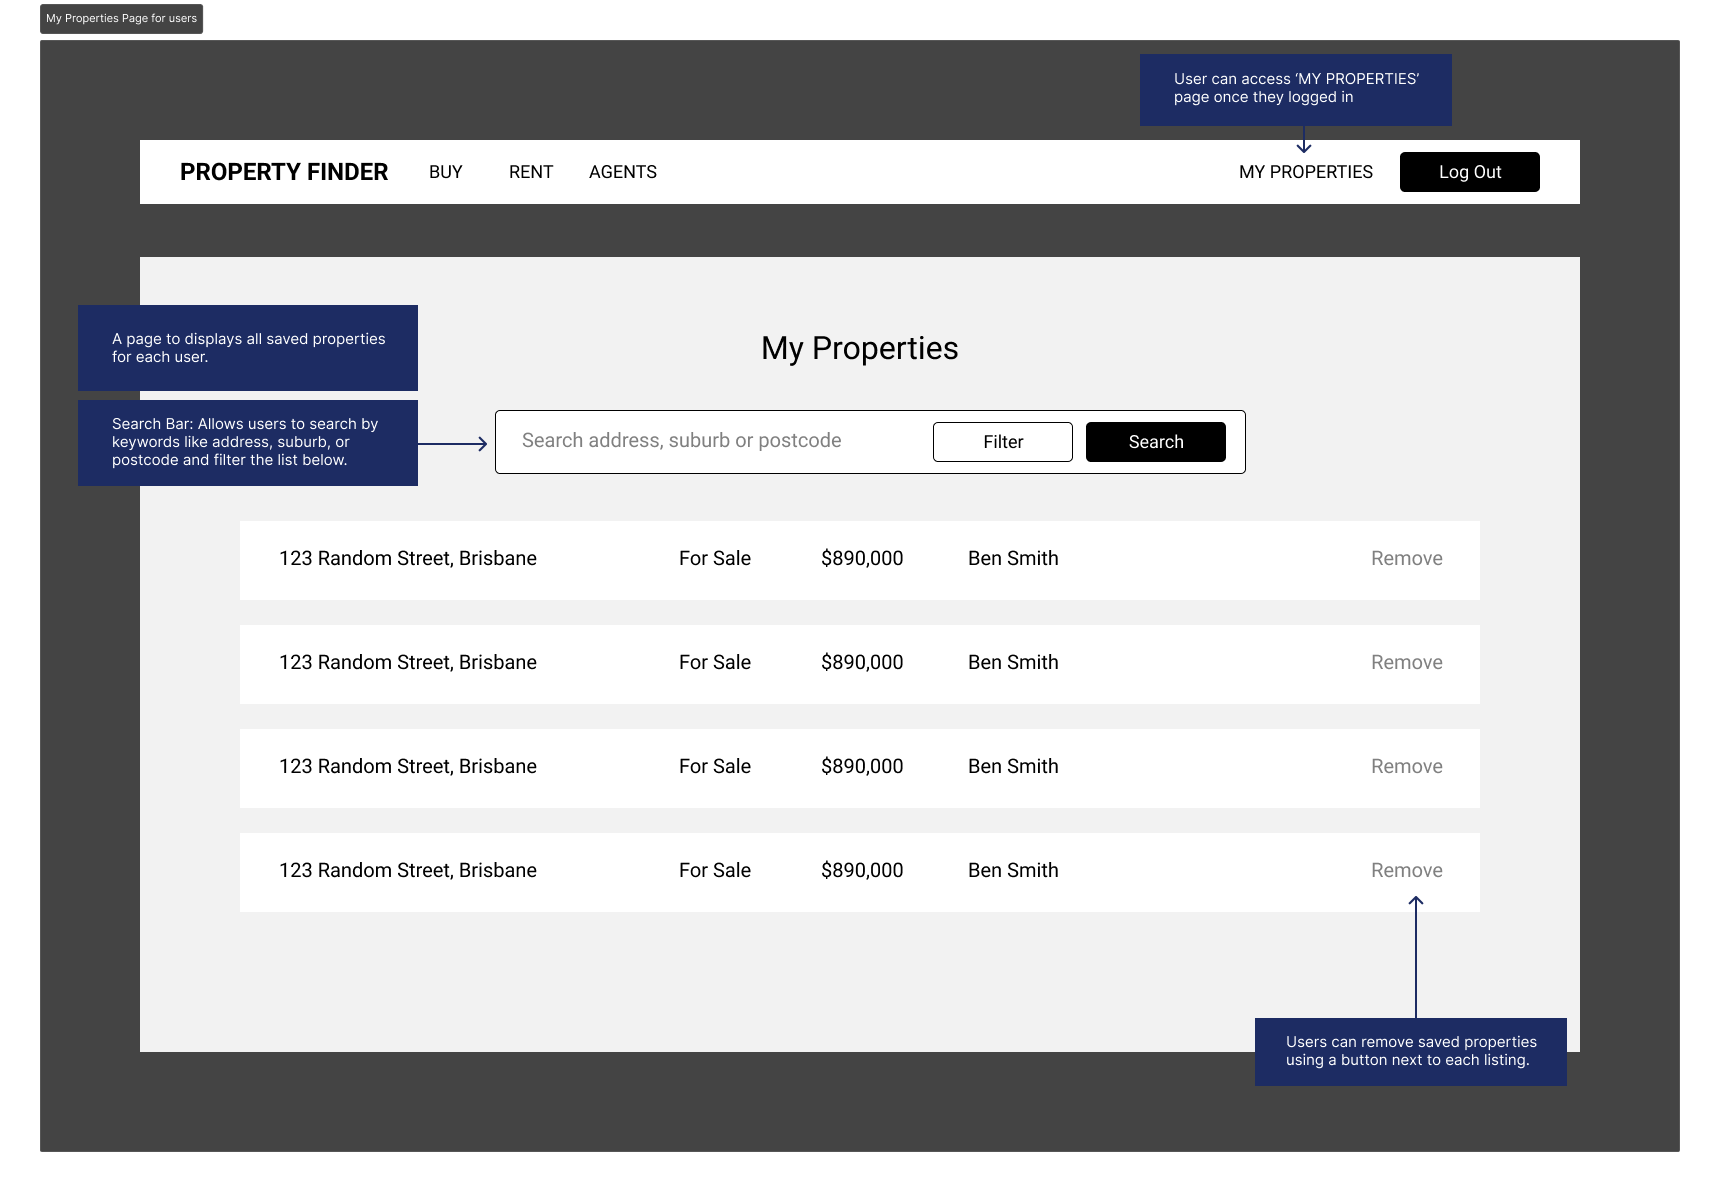 My Properties Page for users
User can access ‘MY PROPERTIES’
page once they logged in
PROPERTY FINDER BUY RENT AGENTS MY PROPERTIES Log Out
A page to displays all saved properties
for each user.
My Properties
Search Bar: Allows users to search by
keywords like address, suburb, or
postcode and filter the list below.
Search address, suburb or postcode Filter Search
123 Random Street, Brisbane For Sale $890,000 Ben Smith Remove
123 Random Street, Brisbane For Sale $890,000 Ben Smith Remove
123 Random Street, Brisbane For Sale $890,000 Ben Smith Remove
123 Random Street, Brisbane For Sale $890,000 Ben Smith Remove
Users can remove saved properties
using a button next to each listing.